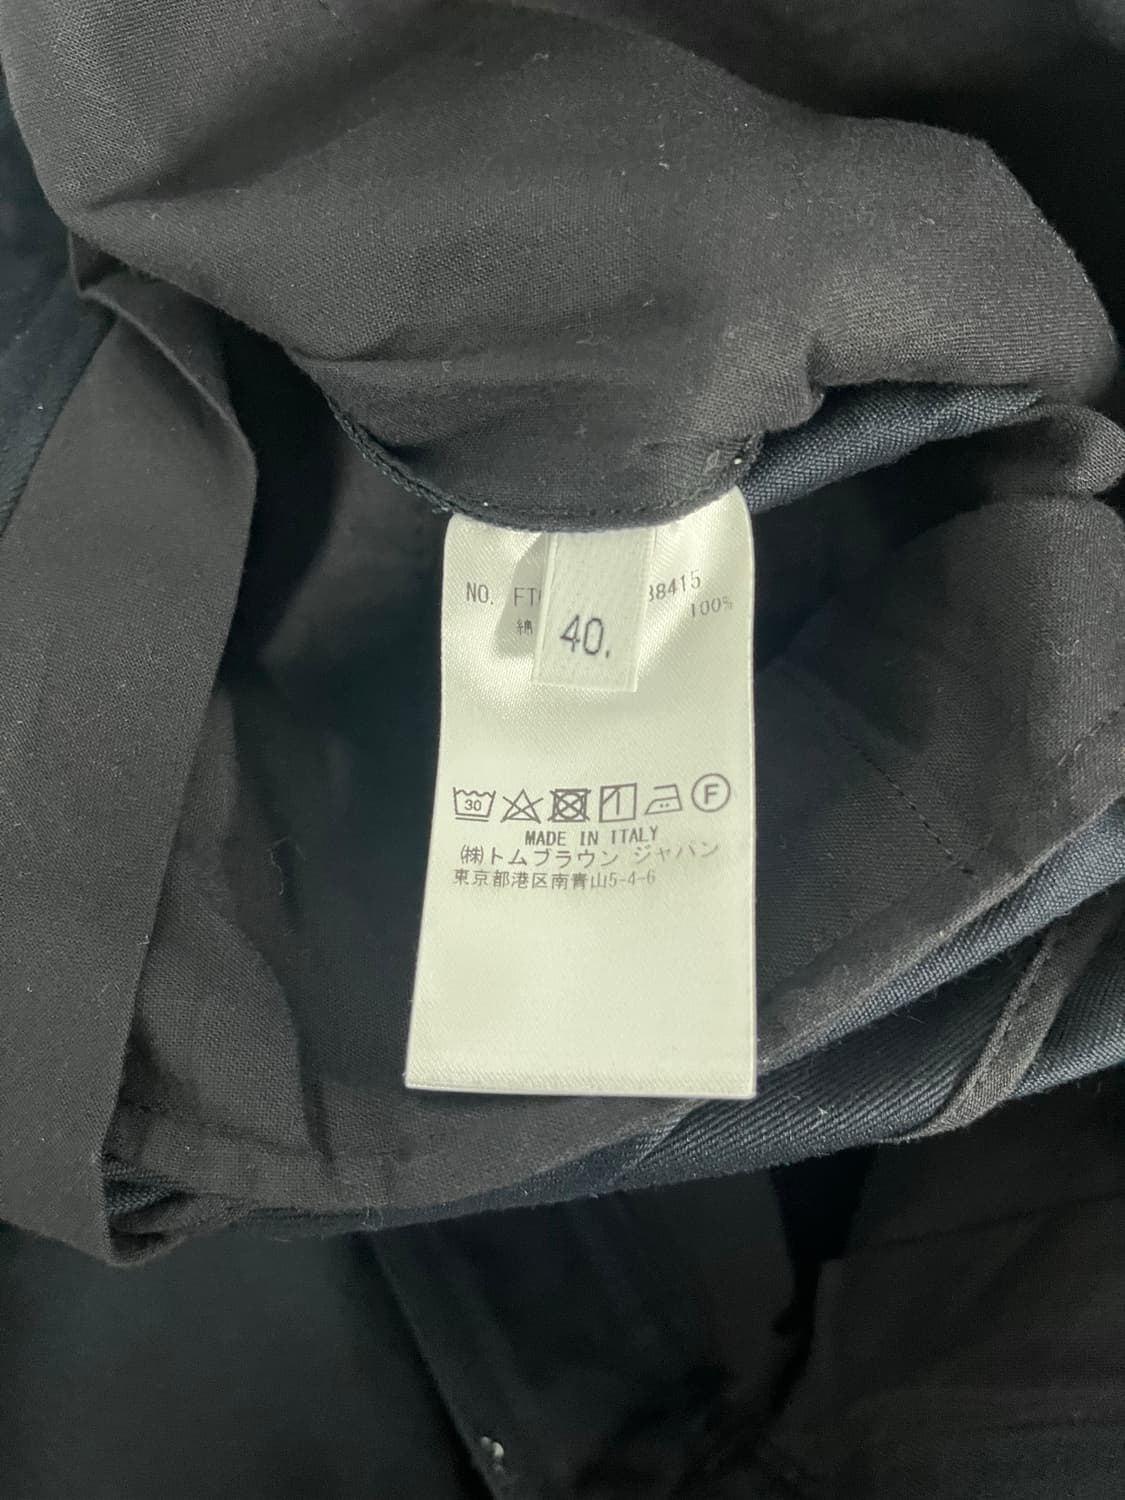 NO. FT 38415
綿 100%
40.
30
F
MADE IN ITALY
(株)トムブラウン ジャパン
東京都港区南青山5-4-6